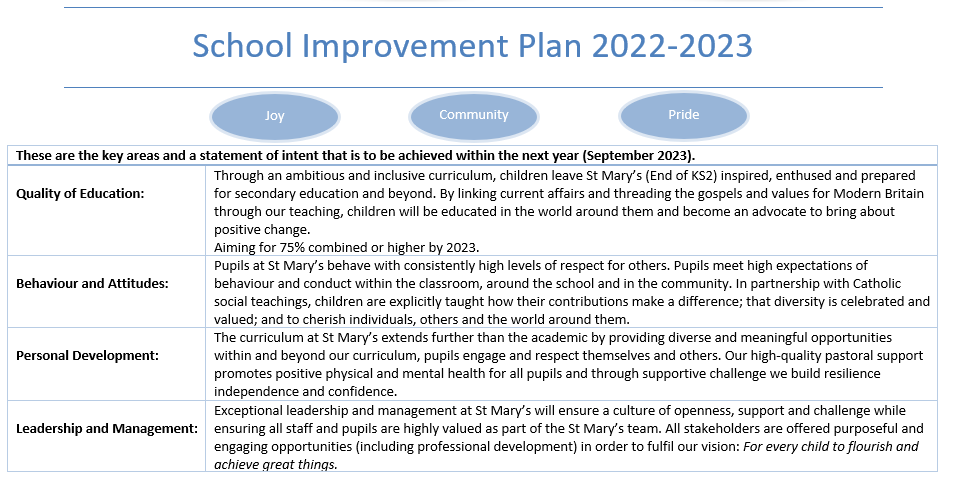 School Improvement Plan 2022-2023
Joy
Community
Pride
These are the key areas and a statement of intent that is to be achieved within the next year (September 2023).
Quality of Education:
Through an ambitious and inclusive curriculum, children leave St Mary's (End of KS2) inspired, enthused and prepared
for secondary education and beyond. By linking current affairs and threading the gospels and values for Modern Britain
through our teaching, children will be educated in the world around them and become an advocate to bring about
positive change.
Aiming for 75% combined or higher by 2023.
Behaviour and Attitudes:
Pupils at St Mary's behave with consistently high levels of respect for others. Pupils meet high expectations of
behaviour and conduct within the classroom, around the school and in the community. In partnership with Catholic
social teachings, children are explicitly taught how their contributions make a difference; that diversity is celebrated and
valued; and to cherish individuals, others and the world around them.
Personal Development:
The curriculum at St Mary's extends further than the academic by providing diverse and meaningful opportunities
within and beyond our curriculum, pupils engage and respect themselves and others. Our high-quality pastoral support
promotes positive physical and mental health for all pupils and through supportive challenge we build resilience
independence and confidence.
Leadership and Management:
Exceptional leadership and management at St Mary's will ensure a culture of openness, support and challenge while
ensuring all staff and pupils are highly valued as part of the St Mary's team. All stakeholders are offered purposeful and
engaging opportunities (including professional development) in order to fulfil our vision: For every child to flourish and
achieve great things.